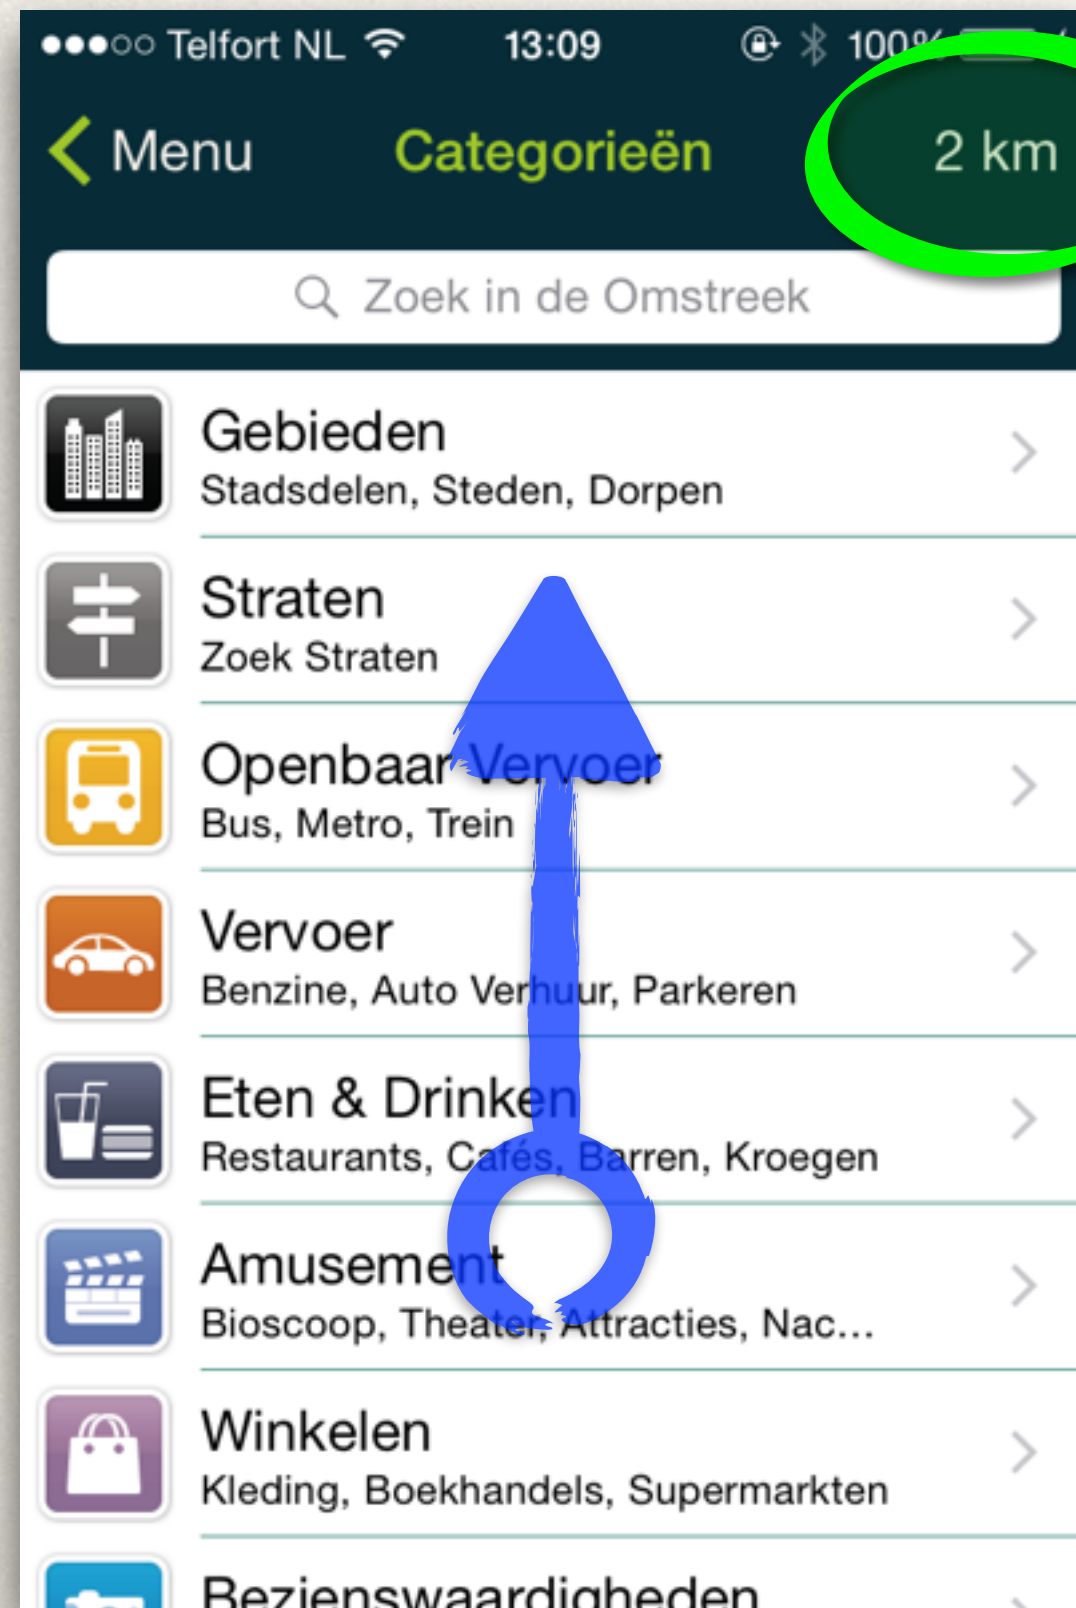 Telfort NL 13:09 100%
Menu Categorieën 2 km
Zoek in de Omstreek
Gebieden
Stadsdelen, Steden, Dorpen
Straten
Zoek Straten
Openbaar Vervoer
Bus, Metro, Trein
Vervoer
Benzine, Auto Verhuur, Parkeren
Eten & Drinken
Restaurants, Cafés, Barren, Kroegen
Amusement
Bioscoop, Theater, Attracties, Nac...
Winkelen
Kleding, Boekhandels, Supermarkten
Bezienswaardigheden